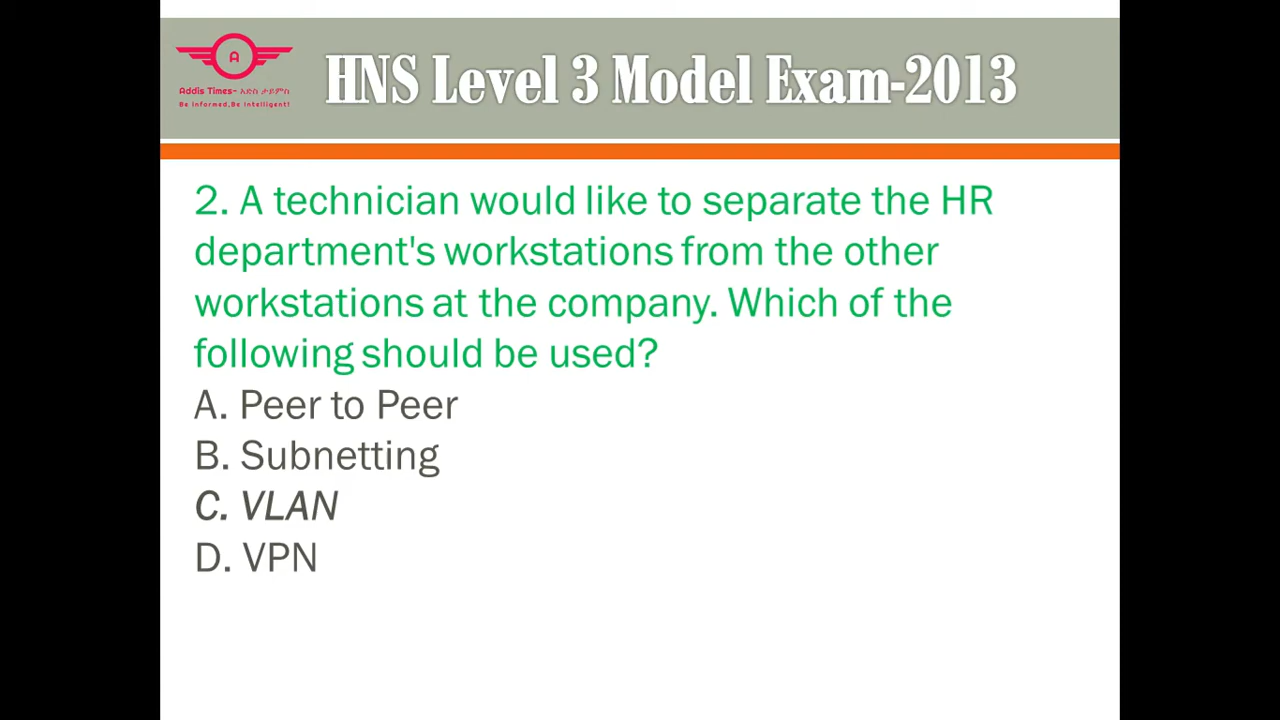 A
Addis Times- አዲስ ታይምስ
Be Informed,Be Intelligent!
HNS Level 3 Model Exam-2013
2. A technician would like to separate the HR
department's workstations from the other
workstations at the company. Which of the
following should be used?
A. Peer to Peer
B. Subnetting
C. VLAN
D. VPN